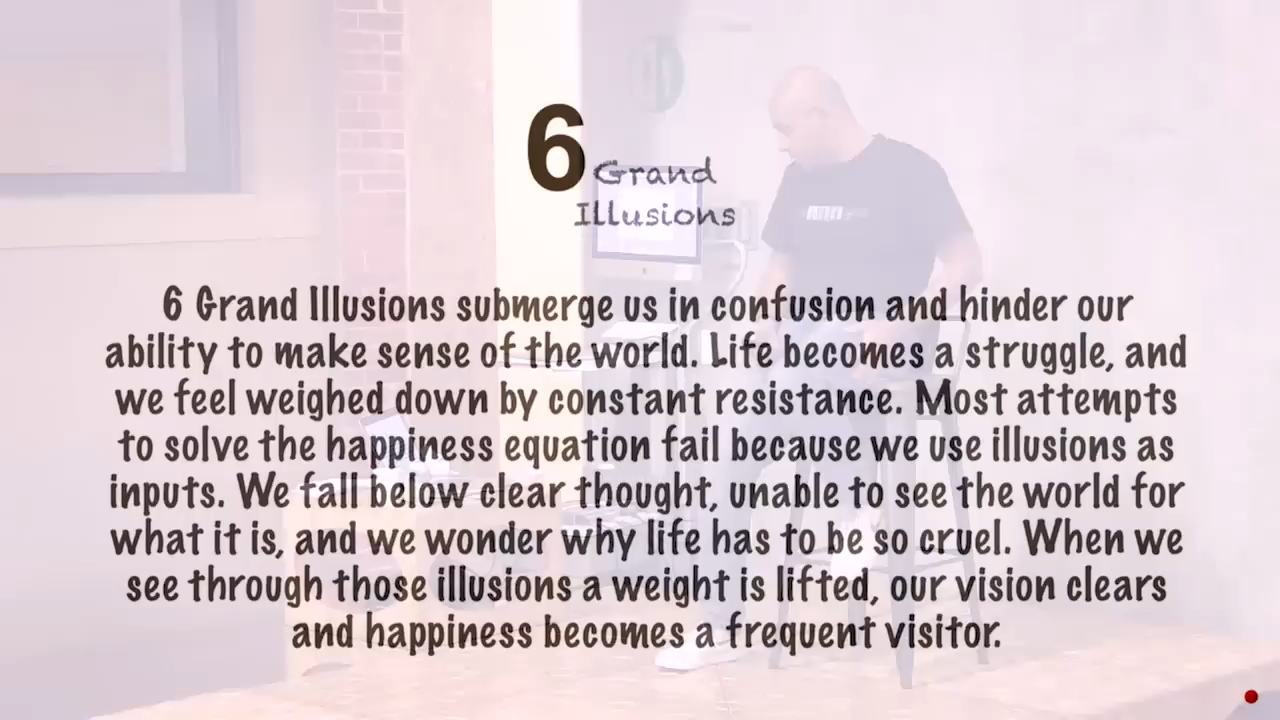 6
Grand
Illusions
6 Grand Illusions submerge us in confusion and hinder our
ability to make sense of the world. Life becomes a struggle, and
we feel weighed down by constant resistance. Most attempts
to solve the happiness equation fail because we use illusions as
inputs. We fall below clear thought, unable to see the world for
what it is, and we wonder why life has to be so cruel. When we
see through those illusions a weight is lifted, our vision clears
and happiness becomes a frequent visitor.